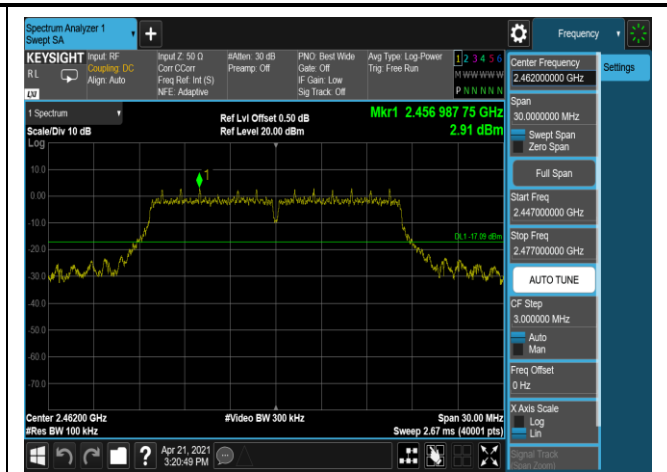 Spectrum Analyzer 1
Swept SA
Frequency
KEYSIGHT
RL
LXI
Input: RF
Coupling: DC
Align: Auto
Input Z: 50 Ω
Corr CCorr
Freq Ref: Int (S)
NFE: Adaptive
#Atten: 30 dB
Preamp: Off
PNO: Best Wide
Gate: Off
IF Gain: Low
Sig Track: Off
Avg Type: Log-Power
Trig: Free Run
1 2 3 4 5 6
M W W W W W
P N N N N N
Center Frequency
2.462000000 GHz
Settings
Span
30.0000000 MHz
Swept Span
Zero Span
Full Span
Start Freq
2.447000000 GHz
Stop Freq
2.477000000 GHz
AUTO TUNE
CF Step
3.000000 MHz
Auto
Man
Freq Offset
0 Hz
X Axis Scale
Log
Lin
Signal Track
(Span Zoom)
1 Spectrum
Scale/Div 10 dB
Log
Ref Lvl Offset 0.50 dB
Ref Level 20.00 dBm
Mkr1 2.456 987 75 GHz
2.91 dBm
1
10.0
0.00
-10.0
-20.0
-30.0
-40.0
-50.0
-60.0
-70.0
DL1 -17.09 dBm
Center 2.46200 GHz
#Res BW 100 kHz
#Video BW 300 kHz
Span 30.00 MHz
Sweep 2.67 ms (40001 pts)
?
Apr 21, 2021
3:20:49 PM